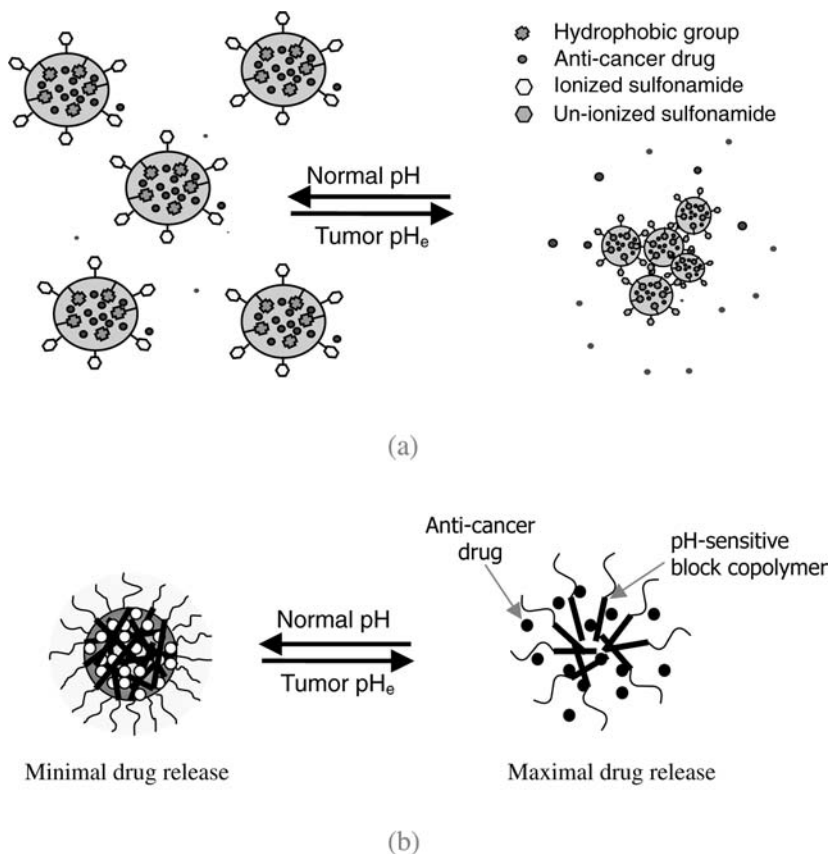 Hydrophobic group
Anti-cancer drug
Ionized sulfonamide
Un-ionized sulfonamide
Normal pH
Tumor pHe
(a)
Anti-cancer
drug
pH-sensitive
block copolymer
Normal pH
Tumor pHe
Minimal drug release
Maximal drug release
(b)